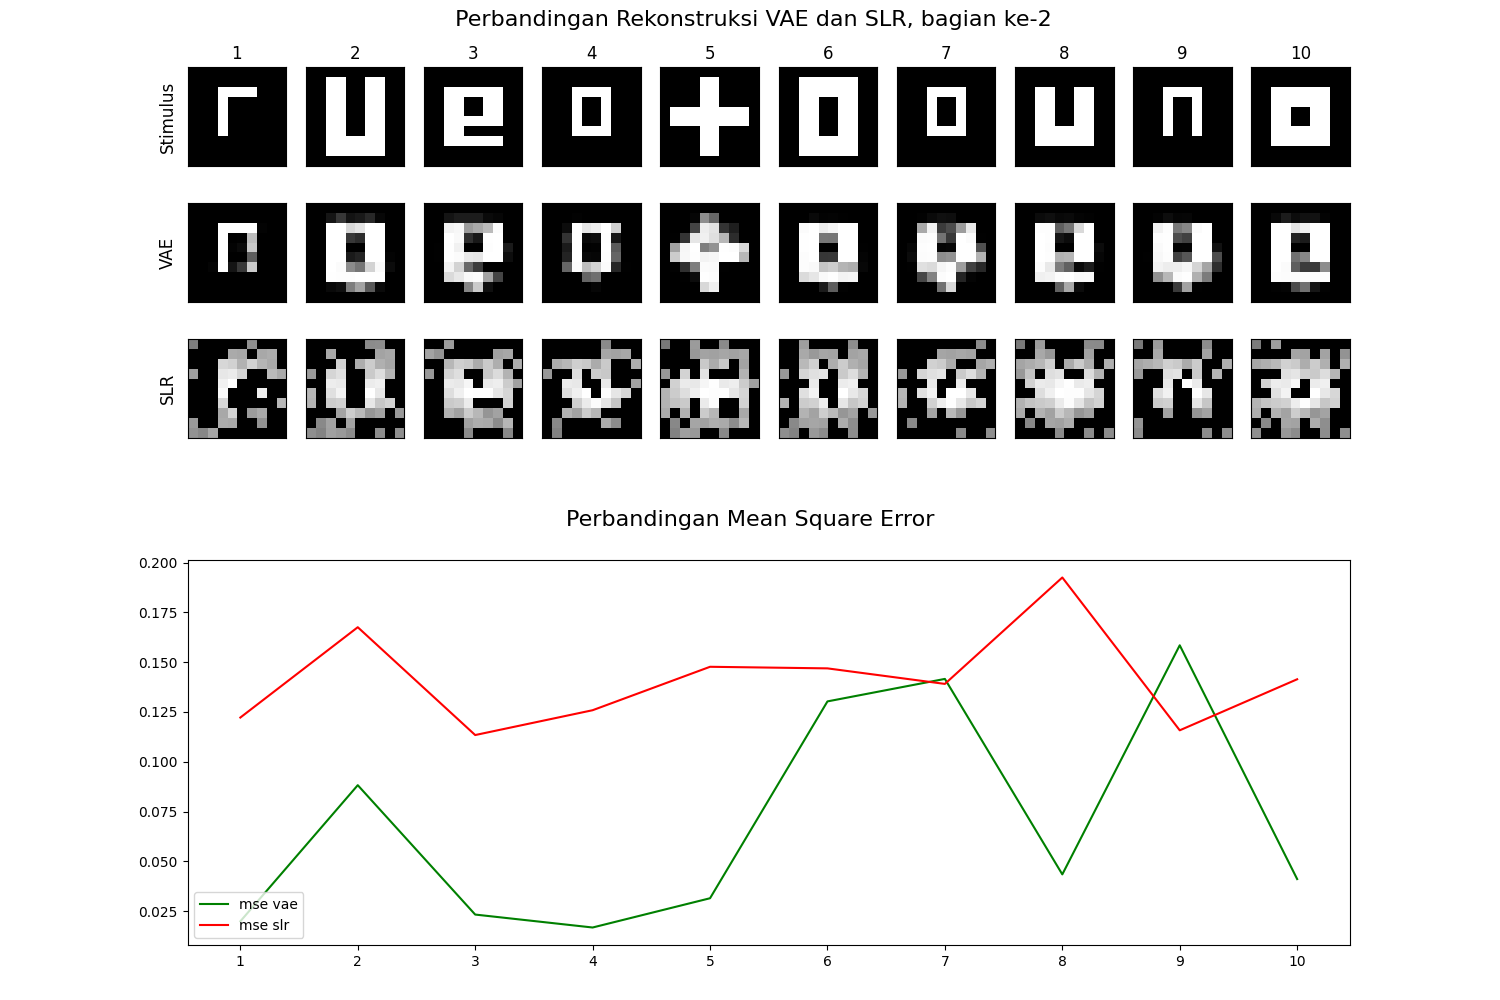 Perbandingan Rekonstruksi VAE dan SLR, bagian ke-2
1 2 3 4 5 6 7 8 9 10
Stimulus
VAE
SLR
Perbandingan Mean Square Error
0.200
0.175
0.150
0.125
0.100
0.075
0.050
0.025
mse vae
mse slr
1 2 3 4 5 6 7 8 9 10